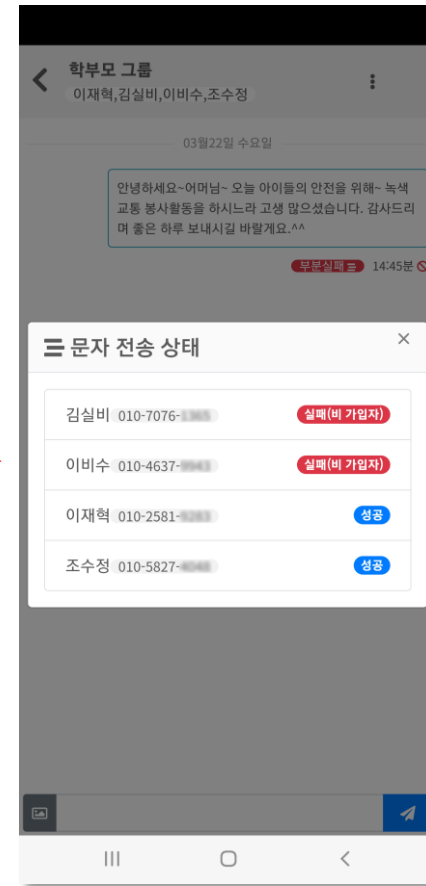 학부모 그룹
이재혁,김실비,이비수,조수정
03월22일 수요일
안녕하세요~어머님~ 오늘 아이들의 안전을 위해~ 녹색
교통 봉사활동을 하시느라 고생 많으셨습니다. 감사드리
며 좋은 하루 보내시길 바랄게요.^^
부분실패 14:45분
문자 전송 상태 ×
김실비 010-7076- 실패(비 가입자)
이비수 010-4637- 실패(비 가입자)
이재혁 010-2581- 성공
조수정 010-5827- 성공